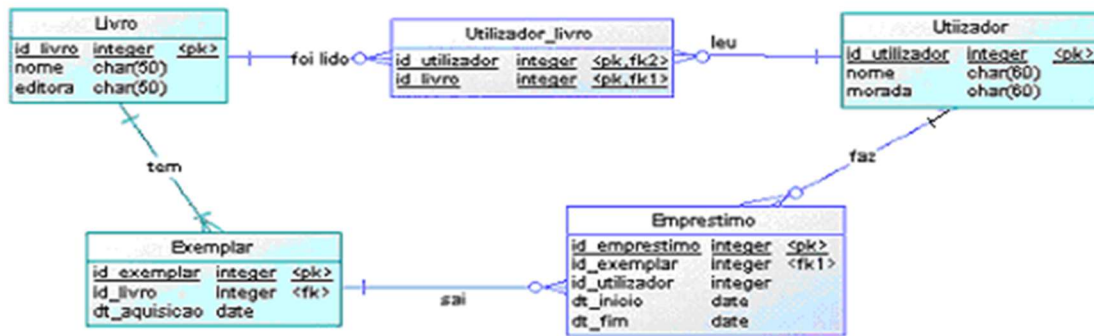 Livro
id_livro integer <pk>
nome char(50)
editora char(50)
foi lido
Utilizador_livro
id_utilizador integer <pk,fk2>
id_livro integer <pk,fk1>
leu
Utiizador
id_utilizador integer <pk>
nome char(60)
morada char(60)
tem
faz
Exemplar
id_exemplar integer <pk>
id_livro integer <fk>
dt_aquisicao date
sai
Emprestimo
id_emprestimo integer <pk>
id_exemplar integer <fk1>
id_utilizador integer
dt_inicio date
dt_fim date